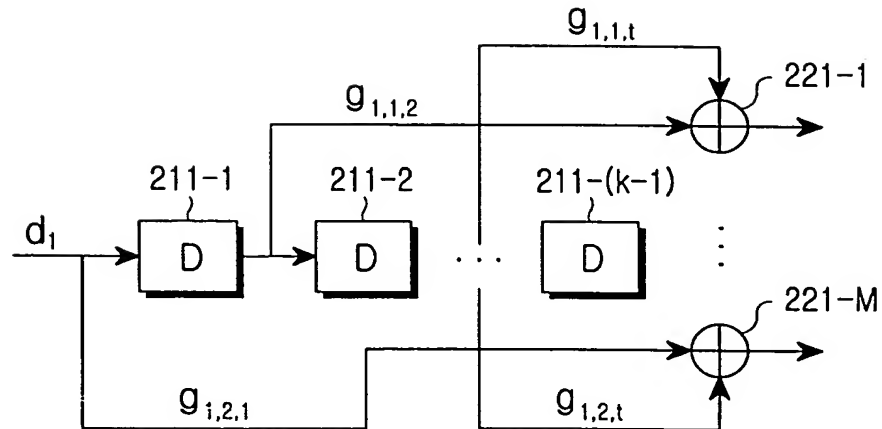 g1,1,t
221-1
g1,1,2
211-1
211-2
211-(k-1)
d1
D
D
...
D
...
221-M
gi,2,1
g1,2,t